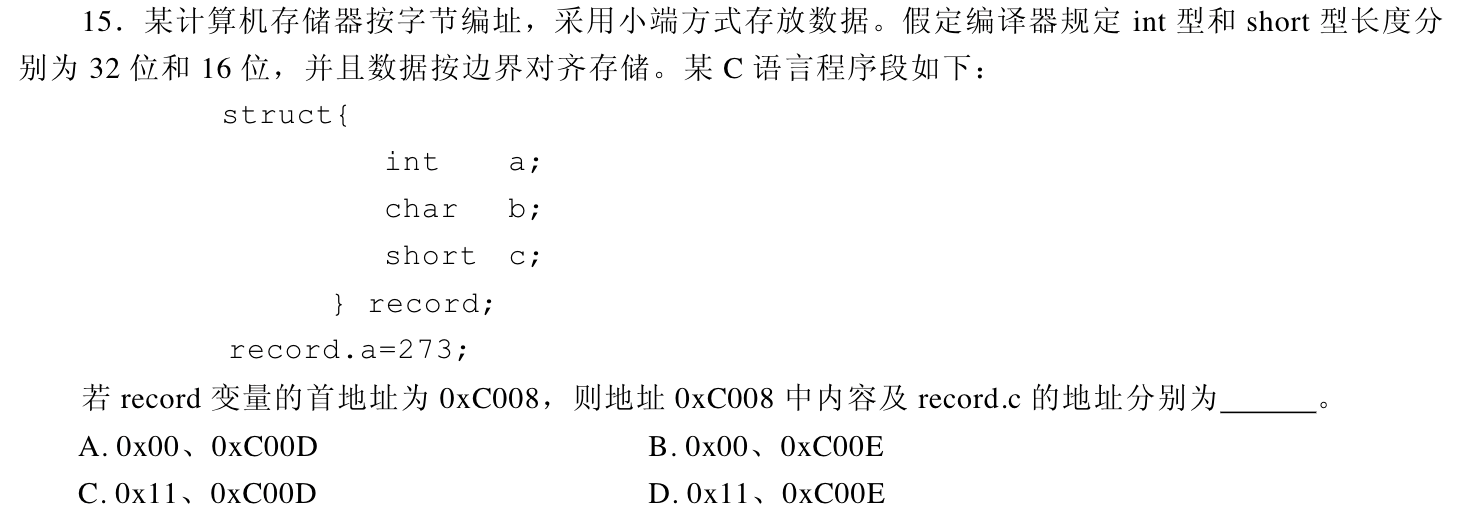 15．某计算机存储器按字节编址，采用小端方式存放数据。假定编译器规定 int 型和 short 型长度分
别为 32 位和 16 位，并且数据按边界对齐存储。某 C 语言程序段如下：
struct{
int a;
char b;
short c;
} record;
record.a=273;
若 record 变量的首地址为 0xC008，则地址 0xC008 中内容及 record.c 的地址分别为______。
A. 0x00、0xC00D B. 0x00、0xC00E
C. 0x11、0xC00D D. 0x11、0xC00E